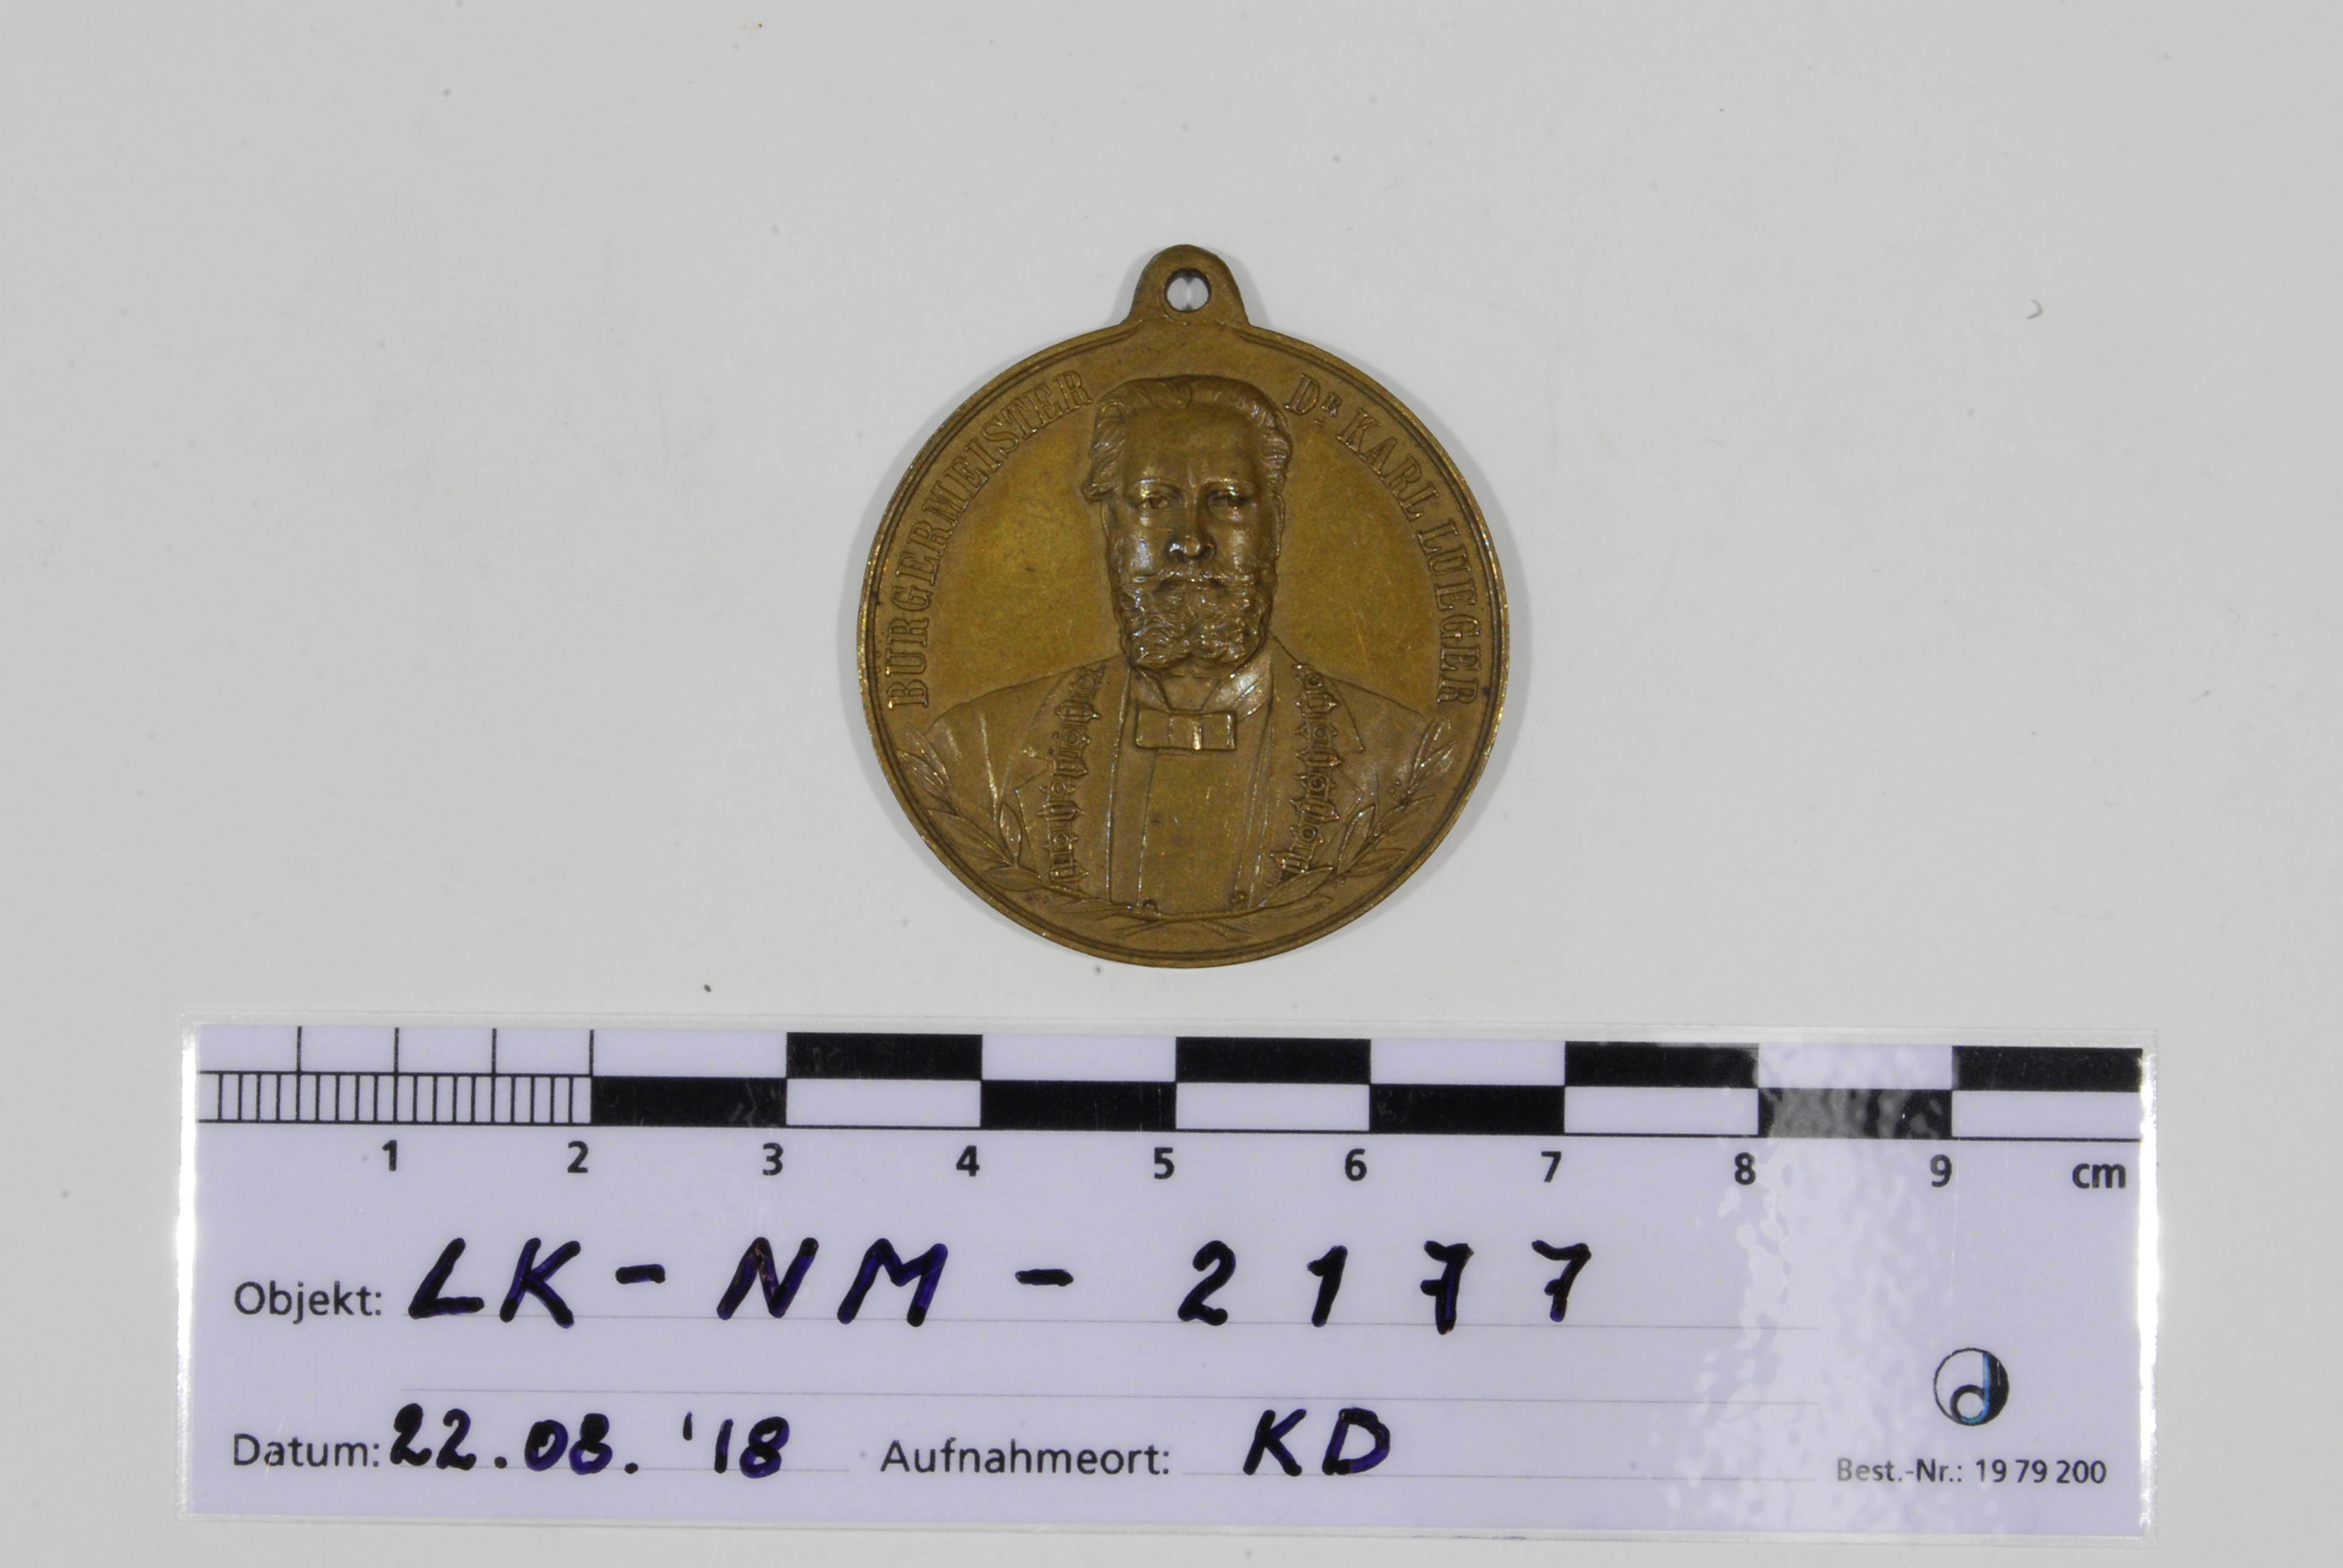 BÜRGERMEISTER DR KARL LUEGER
1 2 3 4 5 6 7 8 9 cm
Objekt: LK-NM-2177
Datum: 22.08.'18 Aufnahmeort: KD
Best.-Nr.: 19 79 200